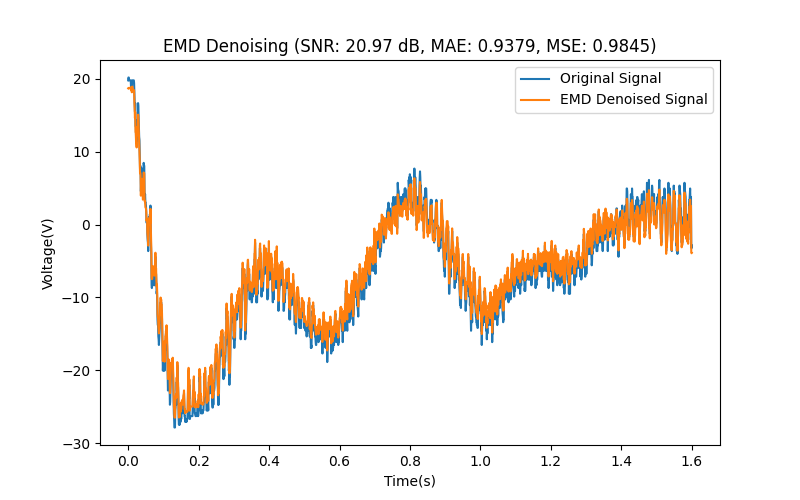 EMD Denoising (SNR: 20.97 dB, MAE: 0.9379, MSE: 0.9845)
Original Signal
EMD Denoised Signal
Voltage(V)
20
10
0
−10
−20
−30
0.0 0.2 0.4 0.6 0.8 1.0 1.2 1.4 1.6
Time(s)